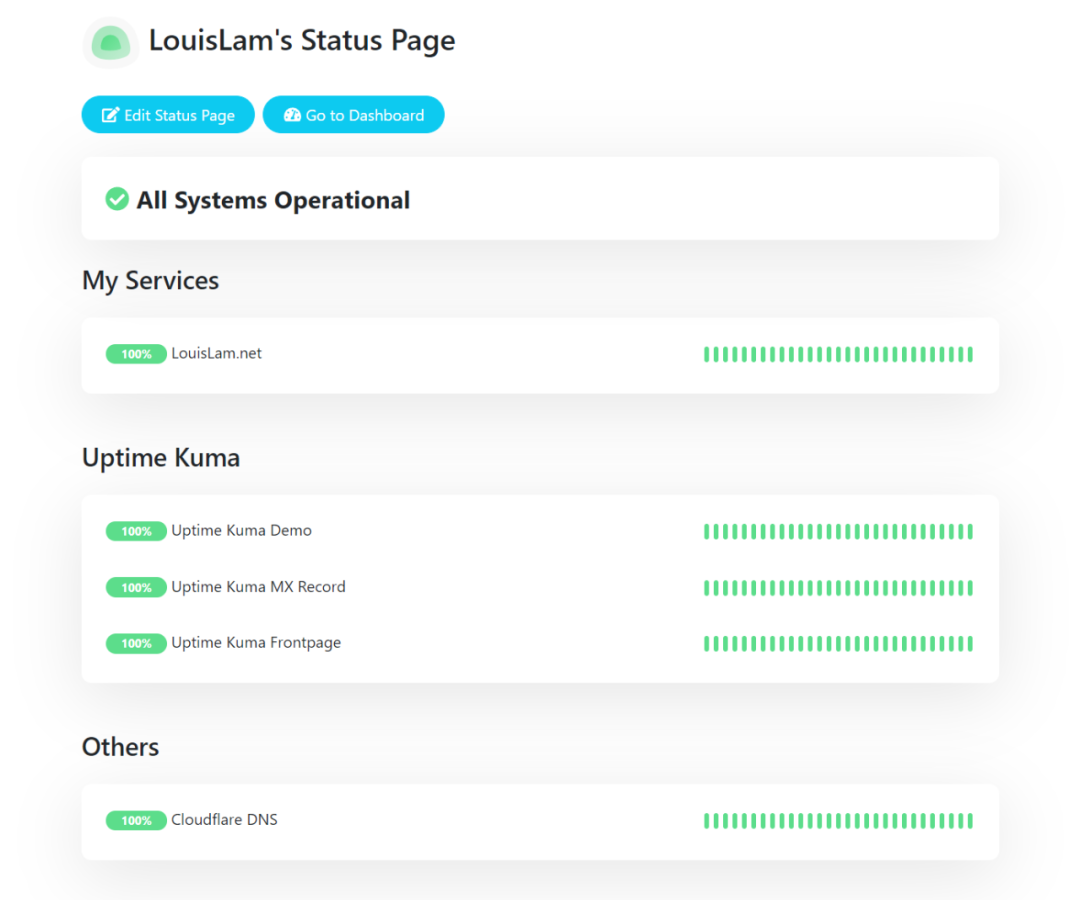 LouisLam's Status Page
Edit Status Page
Go to Dashboard
All Systems Operational
My Services
100% LouisLam.net
Uptime Kuma
100% Uptime Kuma Demo
100% Uptime Kuma MX Record
100% Uptime Kuma Frontpage
Others
100% Cloudflare DNS